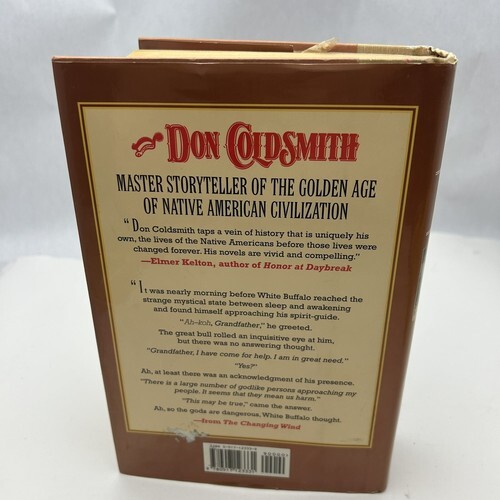 DON COLDSMITH
MASTER STORYTELLER OF THE GOLDEN AGE
OF NATIVE AMERICAN CIVILIZATION
"Don Coldsmith taps a vein of history that is uniquely his
own, the lives of the Native Americans before those lives were
changed forever. His novels are vivid and compelling."
—Elmer Kelton, author of Honor at Daybreak
"It was nearly morning before White Buffalo reached the
strange mystical state between sleep and awakening
and found himself approaching his spirit-guide.
"Ah-koh, Grandfather," he greeted.
The great bull rolled an inquisitive eye at him,
but there was no answering thought.
"Grandfather, I have come for help. I am in great need."
"Yes?"
Ah, at least there was an acknowledgment of his presence.
"There is a large number of godlike persons approaching my
people. It seems that they mean us harm."
"This may be true," came the answer.
Ah, so the gods are dangerous, White Buffalo thought.
—from The Changing Wind